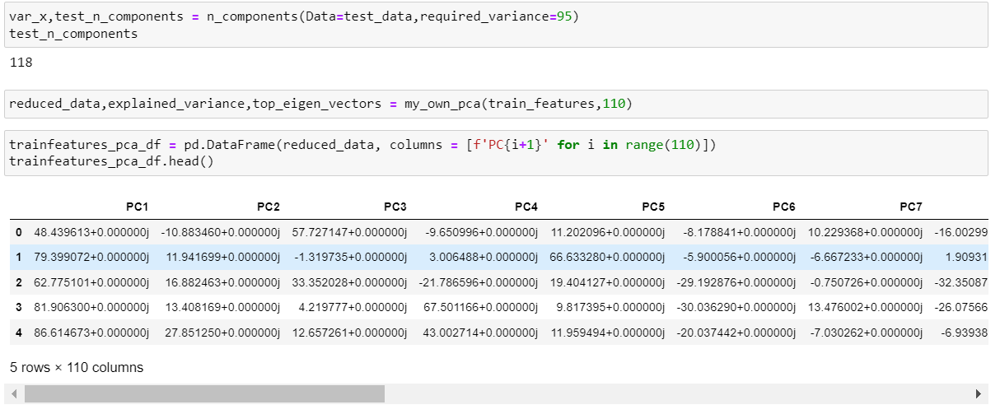 var_x,test_n_components = n_components(Data=test_data,required_variance=95)
test_n_components
118
reduced_data,explained_variance,top_eigen_vectors = my_own_pca(train_features,110)
trainfeatures_pca_df = pd.DataFrame(reduced_data, columns = [f'PC{i+1}' for i in range(110)])
trainfeatures_pca_df.head()
PC1 PC2 PC3 PC4 PC5 PC6 PC7
0 48.439613+0.000000j -10.883460+0.000000j 57.727147+0.000000j -9.650996+0.000000j 11.202096+0.000000j -8.178841+0.000000j 10.229368+0.000000j -16.00299
1 79.399072+0.000000j 11.941699+0.000000j -1.319735+0.000000j 3.006488+0.000000j 66.633280+0.000000j -5.900056+0.000000j -6.667233+0.000000j 1.90931
2 62.775101+0.000000j 16.882463+0.000000j 33.352028+0.000000j -21.786596+0.000000j 19.404127+0.000000j -29.192876+0.000000j -0.750726+0.000000j -32.35087
3 81.906300+0.000000j 13.408169+0.000000j 4.219777+0.000000j 67.501166+0.000000j 9.817395+0.000000j -30.036290+0.000000j 13.476002+0.000000j -26.07566
4 86.614673+0.000000j 27.851250+0.000000j 12.657261+0.000000j 43.002714+0.000000j 11.959494+0.000000j -20.037442+0.000000j -7.030262+0.000000j -6.93938
5 rows × 110 columns